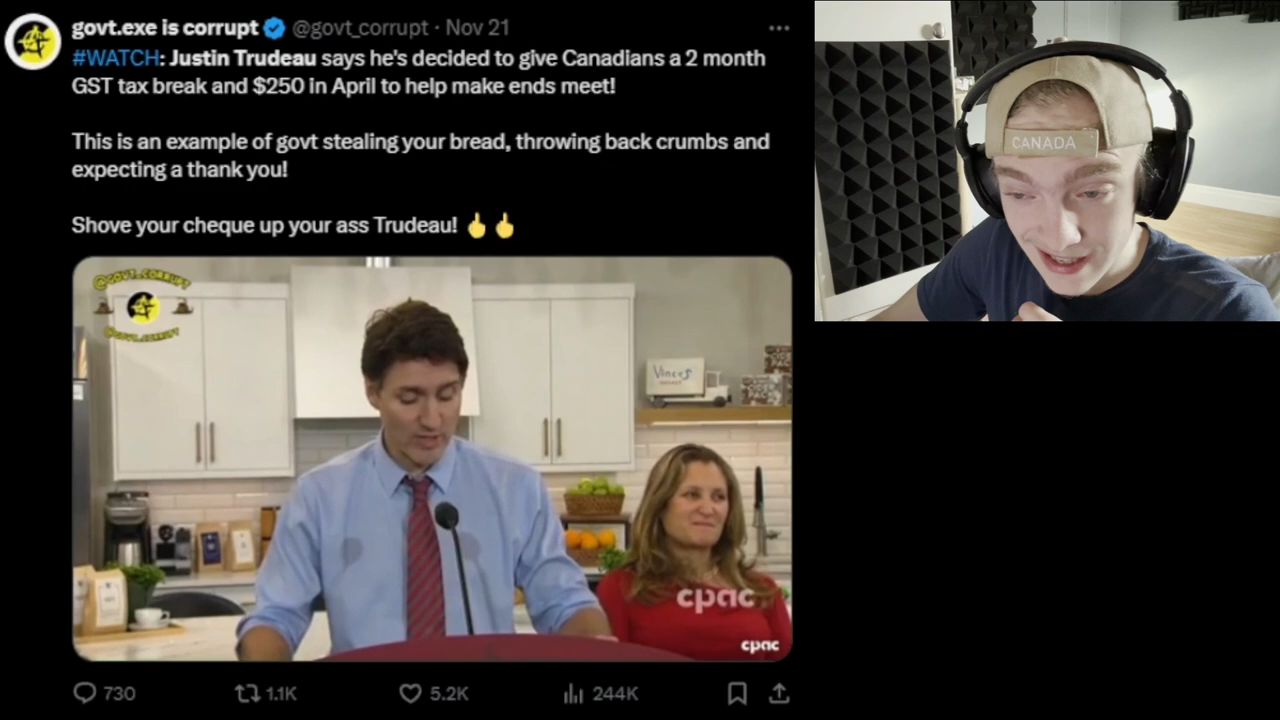 govt.exe is corrupt @govt_corrupt · Nov 21
#WATCH: Justin Trudeau says he's decided to give Canadians a 2 month
GST tax break and $250 in April to help make ends meet!
This is an example of govt stealing your bread, throwing back crumbs and
expecting a thank you!
Shove your cheque up your ass Trudeau! 🖕🖕
CANADA
@GOVT_CORRUPT
@GOVT_CORRUPT
Vince's
cpac
cpac
730
1.1K
5.2K
244K